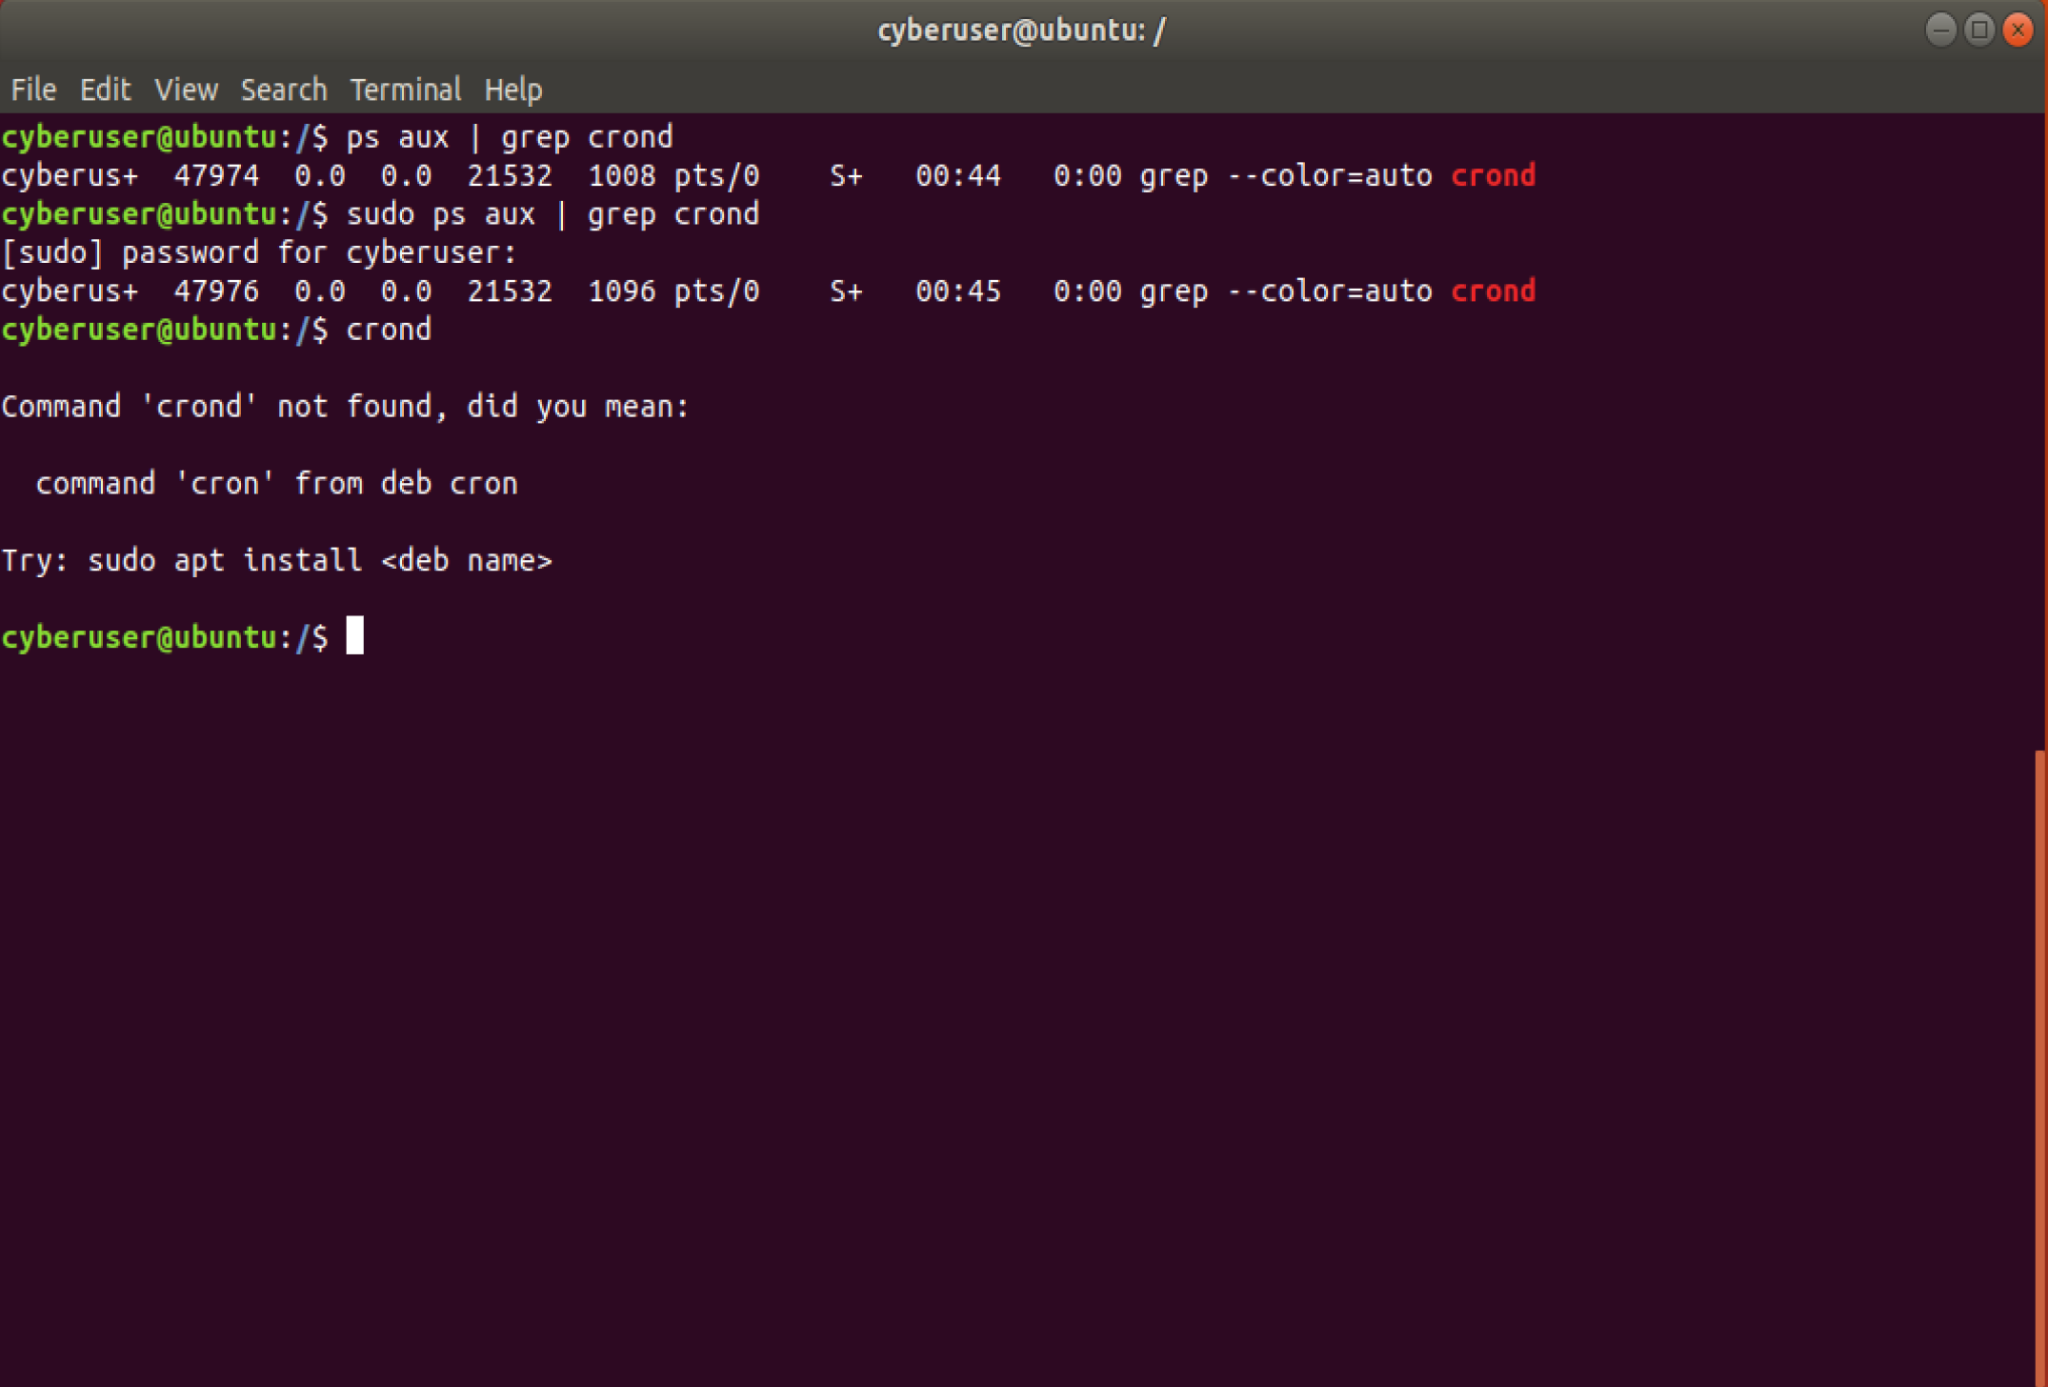 cyberuser@ubuntu: /
File Edit View Search Terminal Help
cyberuser@ubuntu:/$ ps aux | grep crond
cyberus+  47974  0.0  0.0  21532  1008 pts/0    S+   00:44   0:00 grep --color=auto crond
cyberuser@ubuntu:/$ sudo ps aux | grep crond
[sudo] password for cyberuser:
cyberus+  47976  0.0  0.0  21532  1096 pts/0    S+   00:45   0:00 grep --color=auto crond
cyberuser@ubuntu:/$ crond
Command 'crond' not found, did you mean:
  command 'cron' from deb cron
Try: sudo apt install <deb name>
cyberuser@ubuntu:/$